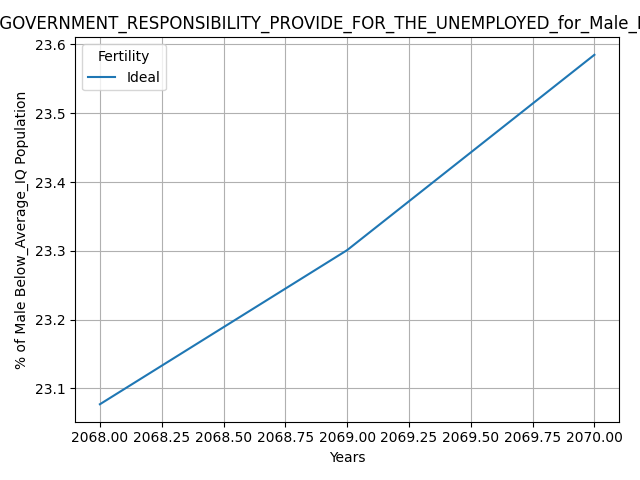 GOVERNMENT_RESPONSIBILITY_PROVIDE_FOR_THE_UNEMPLOYED_for_Male_
Fertility
Ideal
% of Male Below_Average_IQ Population
23.6
23.5
23.4
23.3
23.2
23.1
2068.00 2068.25 2068.50 2068.75 2069.00 2069.25 2069.50 2069.75 2070.00
Years